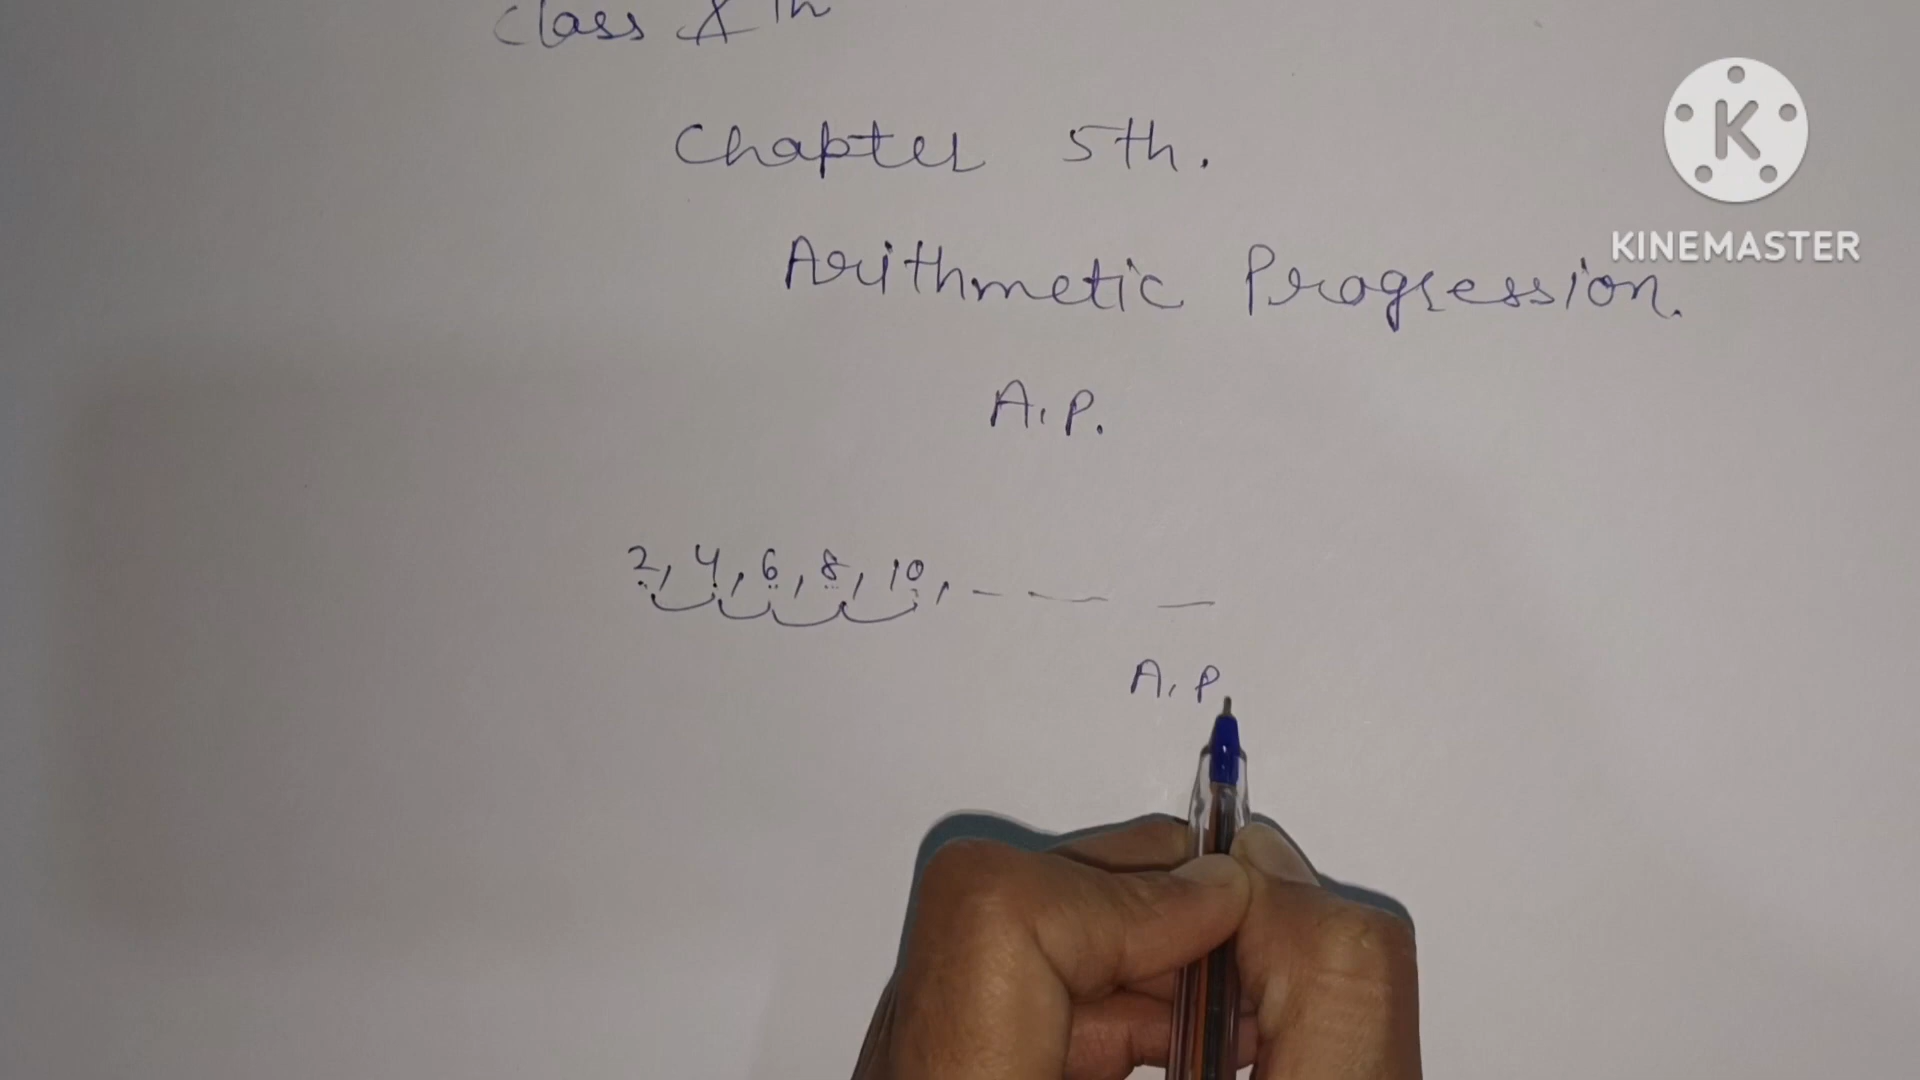 Class Xth
Chapter 5th.
Arithmetic Progression.
A.P.
2, 4, 6, 8, 10, - — —
A.P
K
KINEMASTER